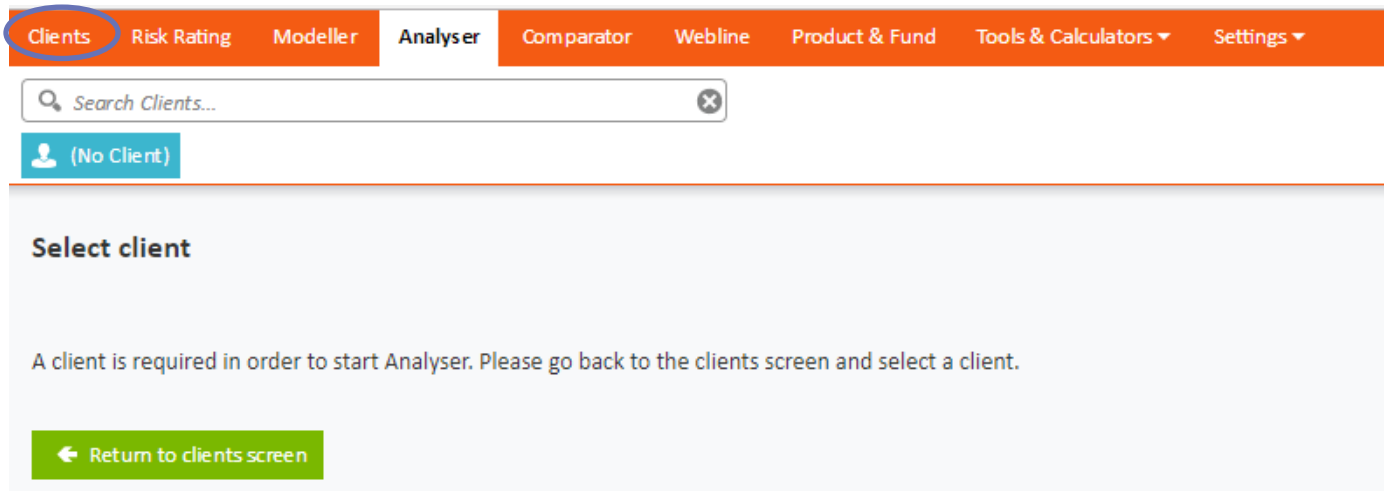 Clients Risk Rating Modeller Analyser Comparator Webline Product & Fund Tools & Calculators Settings
Search Clients...
(No Client)
Select client
A client is required in order to start Analyser. Please go back to the clients screen and select a client.
Return to clients screen